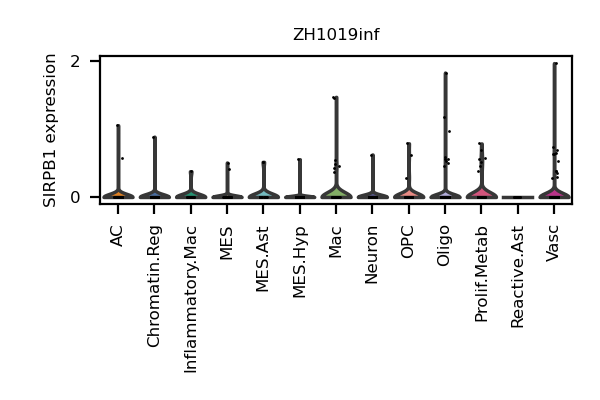 ZH1019inf
SIRPB1 expression
2
0
AC
Chromatin.Reg
Inflammatory.Mac
MES
MES.Ast
MES.Hyp
Mac
Neuron
OPC
Oligo
Prolif.Metab
Reactive.Ast
Vasc